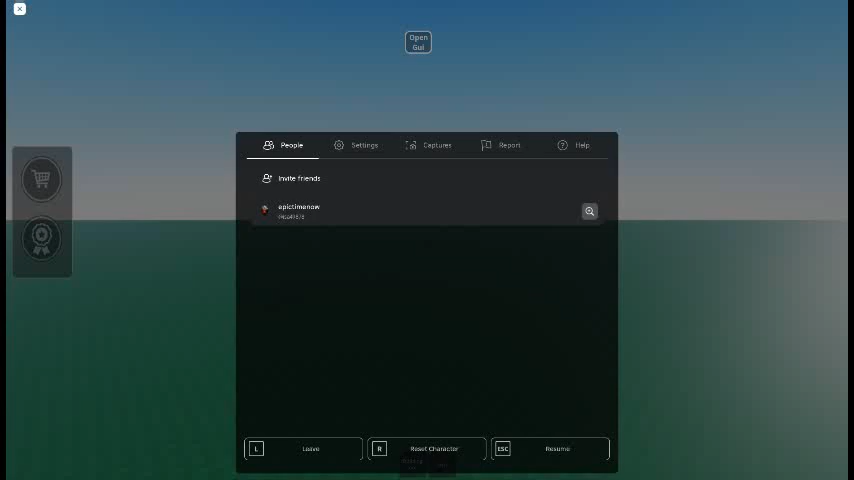 Open
Gui
People
Settings
Captures
Report
Help
Invite friends
epictimenow
L
Leave
R
Reset Character
ESC
Resume